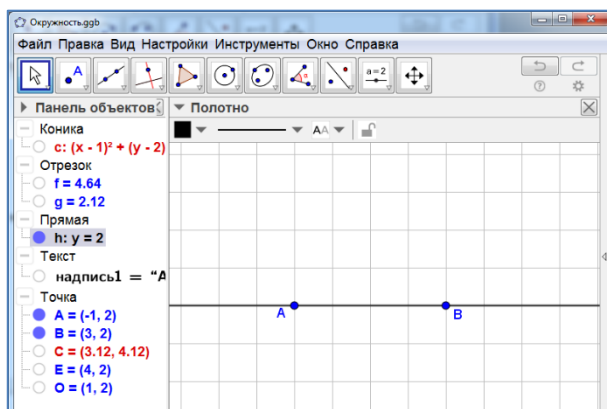 Окружность.ggb
Файл Правка Вид Настройки Инструменты Окно Справка
A
α
a=2
Панель объектов
Полотно
AA
Коника
c: (x - 1)² + (y - 2)
Отрезок
f = 4.64
g = 2.12
Прямая
h: y = 2
Текст
надпись1 = “A
Точка
A = (-1, 2)
B = (3, 2)
C = (3.12, 4.12)
E = (4, 2)
O = (1, 2)
A
B